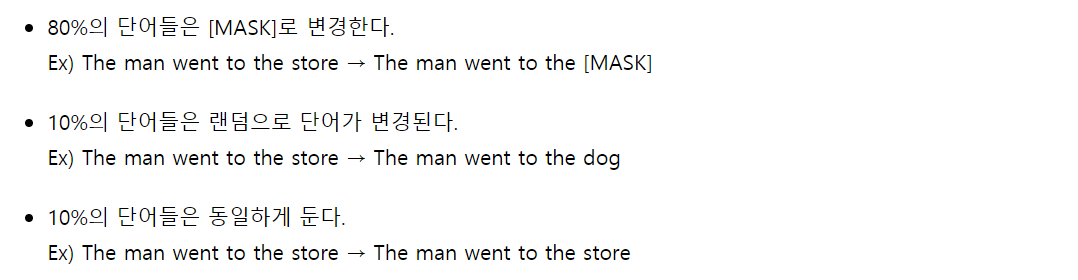 • 80%의 단어들은 [MASK]로 변경한다.
Ex) The man went to the store → The man went to the [MASK]
• 10%의 단어들은 랜덤으로 단어가 변경된다.
Ex) The man went to the store → The man went to the dog
• 10%의 단어들은 동일하게 둔다.
Ex) The man went to the store → The man went to the store